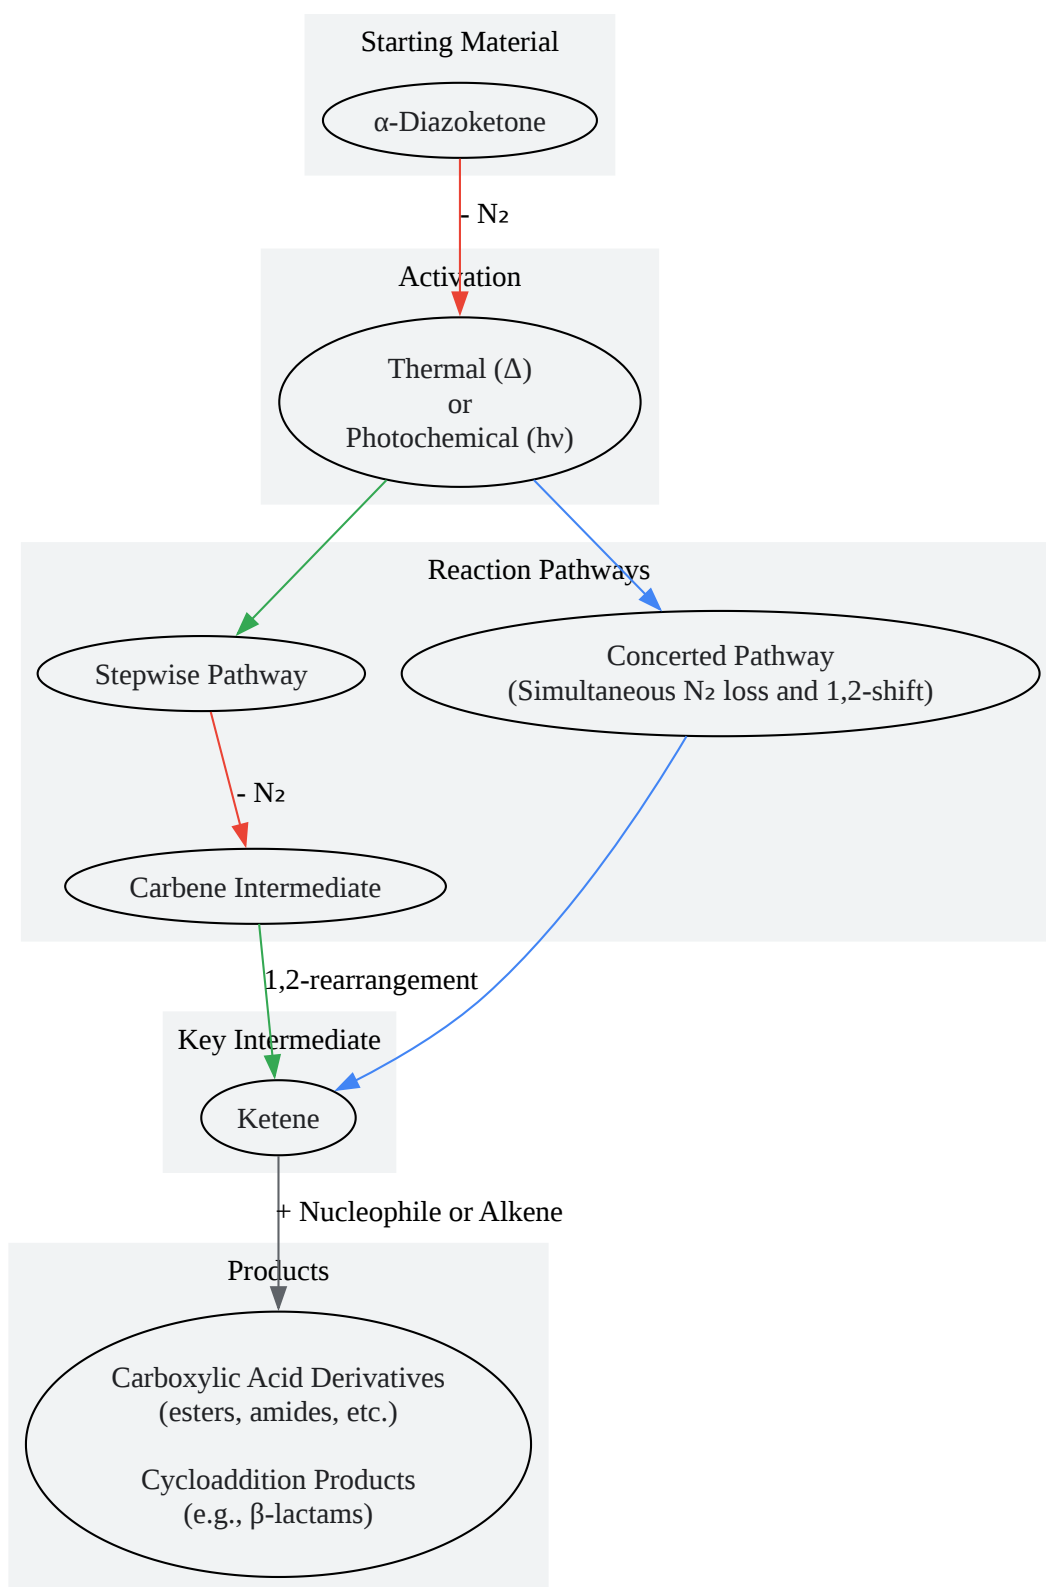 Starting Material
α-Diazoketone
- N₂
Activation
Thermal (Δ)
or
Photochemical (hν)
Reaction Pathways
Stepwise Pathway
Concerted Pathway
(Simultaneous N₂ loss and 1,2-shift)
- N₂
Carbene Intermediate
1,2-rearrangement
Key Intermediate
Ketene
+ Nucleophile or Alkene
Products
Carboxylic Acid Derivatives
(esters, amides, etc.)
Cycloaddition Products
(e.g., β-lactams)